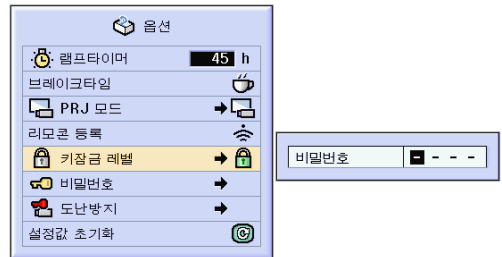 옵션
램프타이머 45 h
브레이크타임
PRJ 모드
리모콘 등록
키장금 레벨
비밀번호
도난방지
설정값 초기화
비밀번호 - - - -